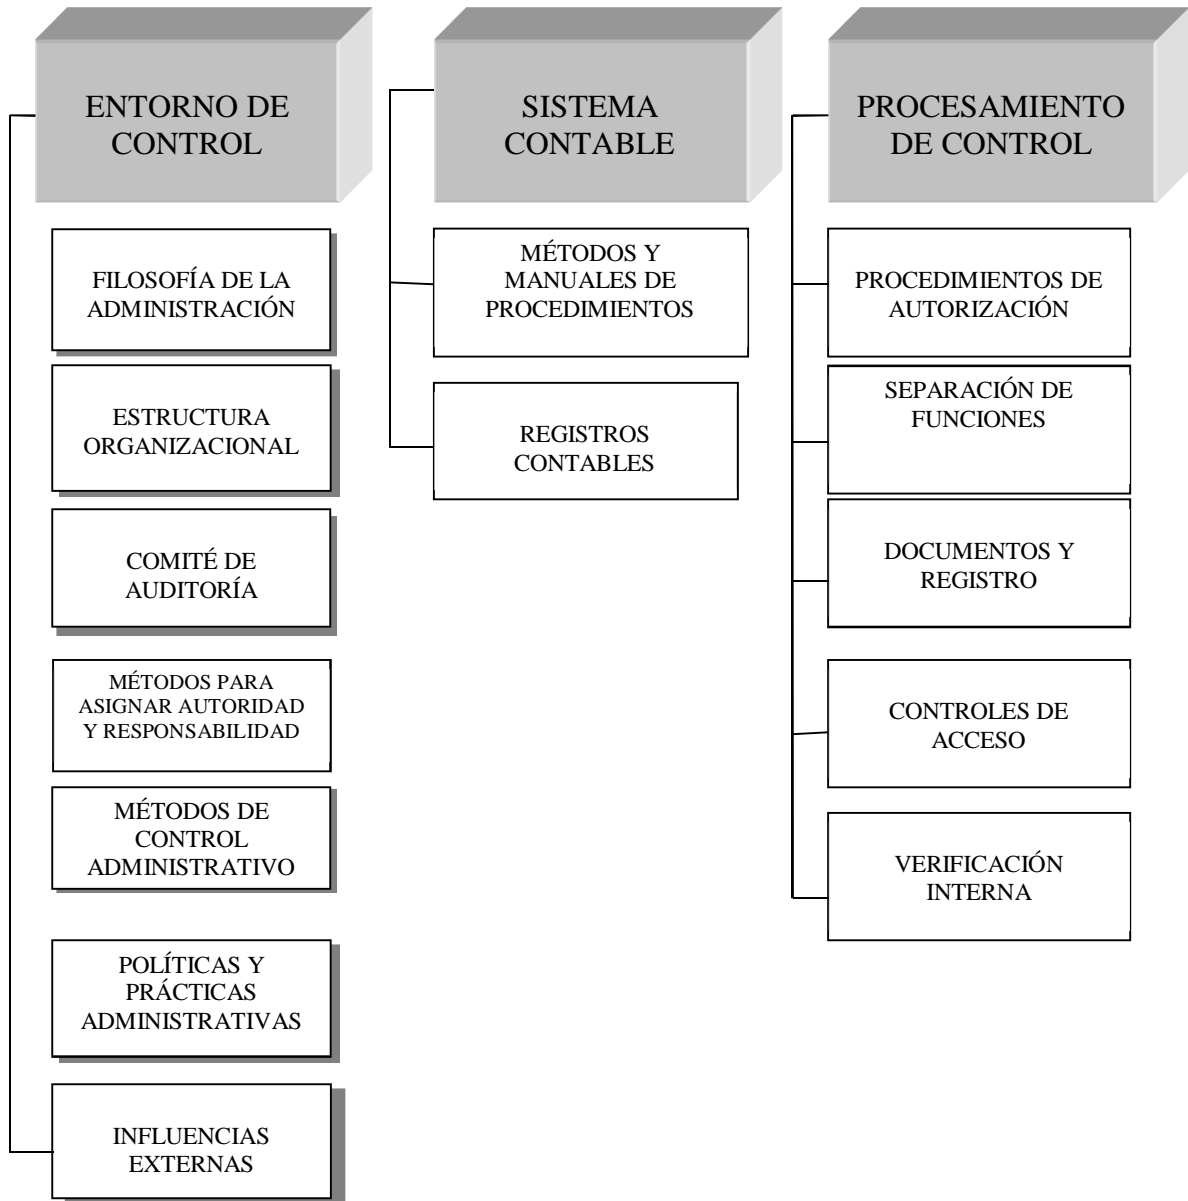 ENTORNO DE
CONTROL
FILOSOFÍA DE LA
ADMINISTRACIÓN
ESTRUCTURA
ORGANIZACIONAL
COMITÉ DE
AUDITORÍA
MÉTODOS PARA
ASIGNAR AUTORIDAD
Y RESPONSABILIDAD
MÉTODOS DE
CONTROL
ADMINISTRATIVO
POLÍTICAS Y
PRÁCTICAS
ADMINISTRATIVAS
INFLUENCIAS
EXTERNAS
SISTEMA
CONTABLE
MÉTODOS Y
MANUALES DE
PROCEDIMIENTOS
REGISTROS
CONTABLES
PROCESAMIENTO
DE CONTROL
PROCEDIMIENTOS DE
AUTORIZACIÓN
SEPARACIÓN DE
FUNCIONES
DOCUMENTOS Y
REGISTRO
CONTROLES DE
ACCESO
VERIFICACIÓN
INTERNA